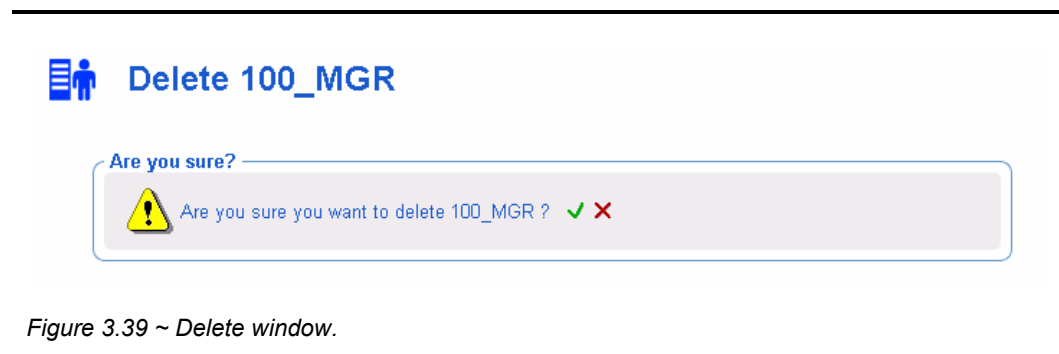 Delete 100_MGR
Are you sure?
Are you sure you want to delete 100_MGR ?
Figure 3.39 ~ Delete window.